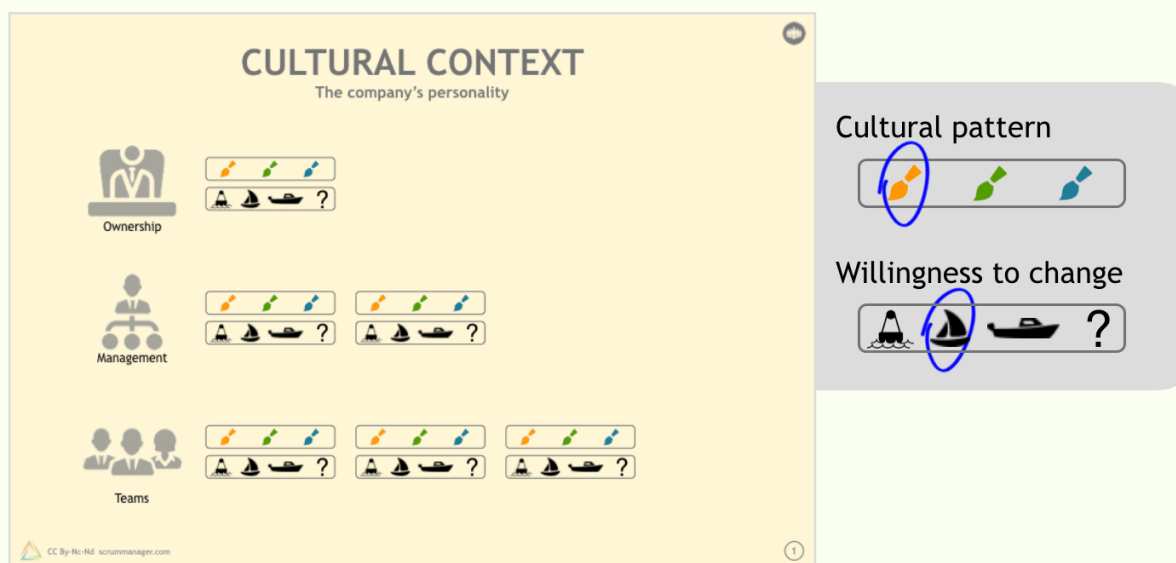 CULTURAL CONTEXT
The company's personality
Ownership
?
Management
? ?
Teams
? ? ?
CC By-Nc-Nd scrummanager.com
1
Cultural pattern
Willingness to change
?